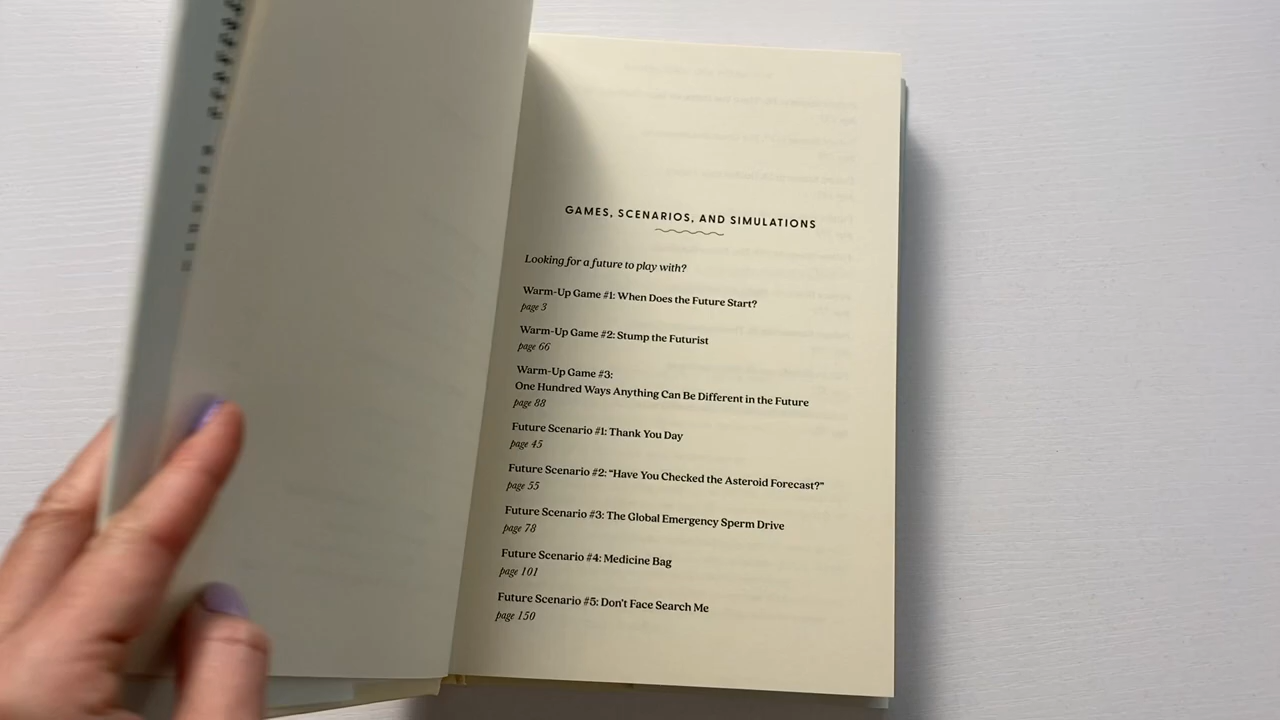 GAMES, SCENARIOS, AND SIMULATIONS
Looking for a future to play with?
Warm-Up Game #1: When Does the Future Start?
page 3
Warm-Up Game #2: Stump the Futurist
page 66
Warm-Up Game #3:
One Hundred Ways Anything Can Be Different in the Future
page 88
Future Scenario #1: Thank You Day
page 45
Future Scenario #2: “Have You Checked the Asteroid Forecast?”
page 55
Future Scenario #3: The Global Emergency Sperm Drive
page 78
Future Scenario #4: Medicine Bag
page 101
Future Scenario #5: Don’t Face Search Me
page 150